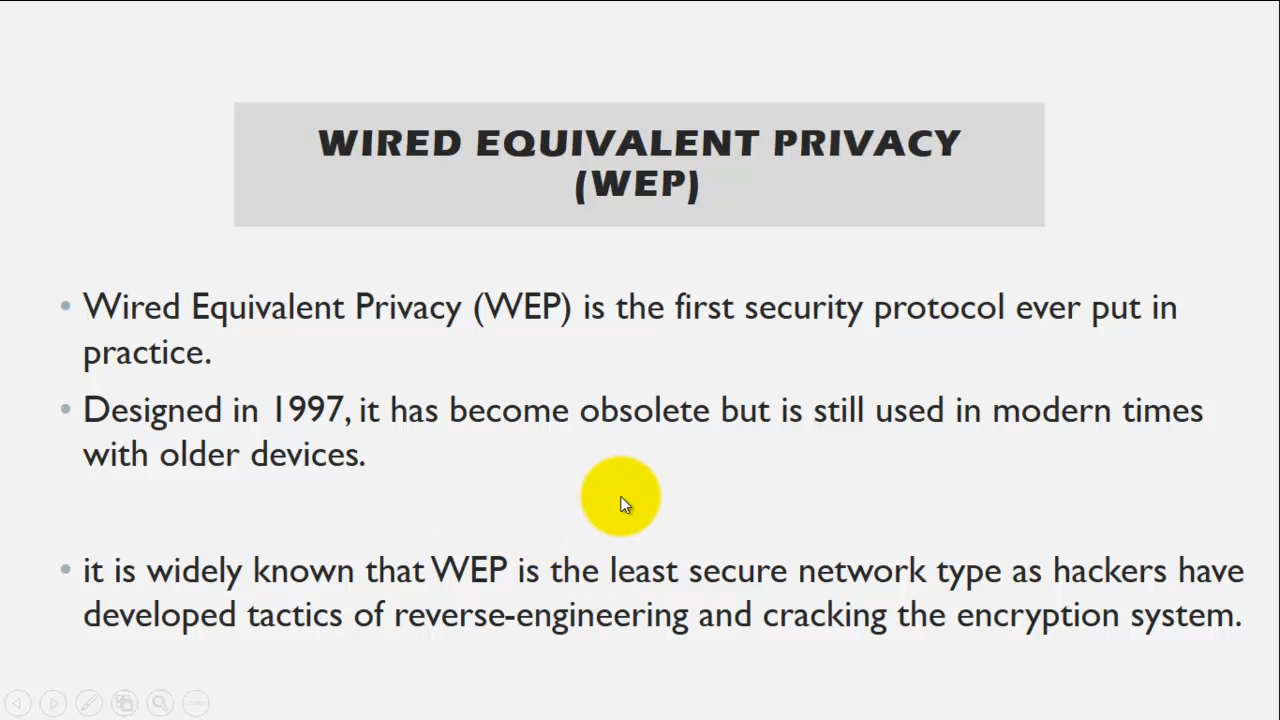 WIRED EQUIVALENT PRIVACY
(WEP)
• Wired Equivalent Privacy (WEP) is the first security protocol ever put in
practice.
• Designed in 1997, it has become obsolete but is still used in modern times
with older devices.
• it is widely known that WEP is the least secure network type as hackers have
developed tactics of reverse-engineering and cracking the encryption system.